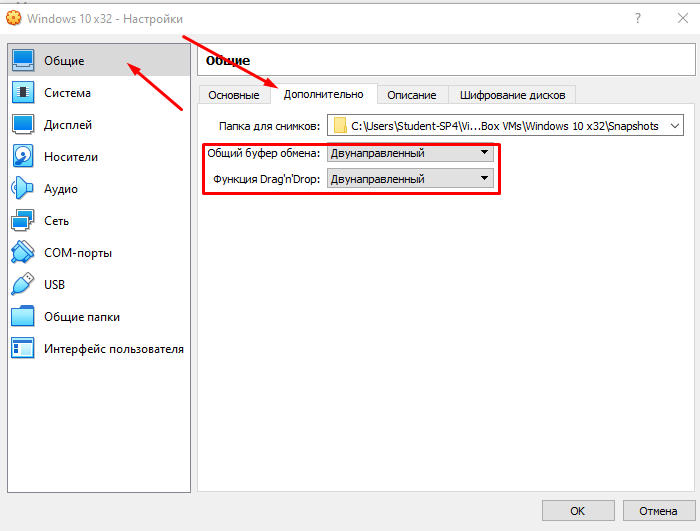 Windows 10 x32 - Настройки
Общие
Система
Дисплей
Носители
Аудио
Сеть
COM-порты
USB
Общие папки
Интерфейс пользователя
Общие
Основные Дополнительно Описание Шифрование дисков
Папка для снимков: C:\Users\Student-SP4\Vi...Box VMs\Windows 10 x32\Snapshots
Общий буфер обмена: Двунаправленный
Функция Drag'n'Drop: Двунаправленный
OK Отмена